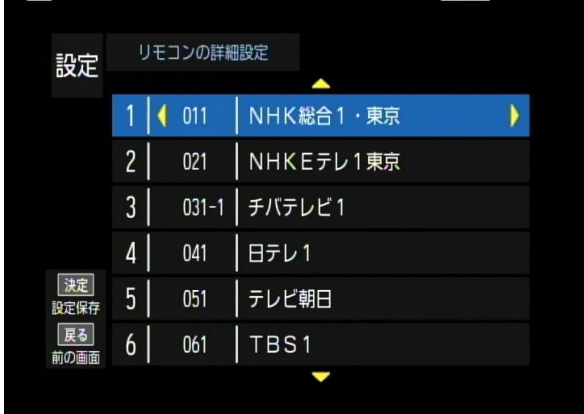 設定
リモコンの詳細設定
1 011 NHK総合1・東京
2 021 NHKEテレ1東京
3 031-1 チバテレビ1
4 041 日テレ1
5 051 テレビ朝日
6 061 TBS1
決定
設定保存
戻る
前の画面